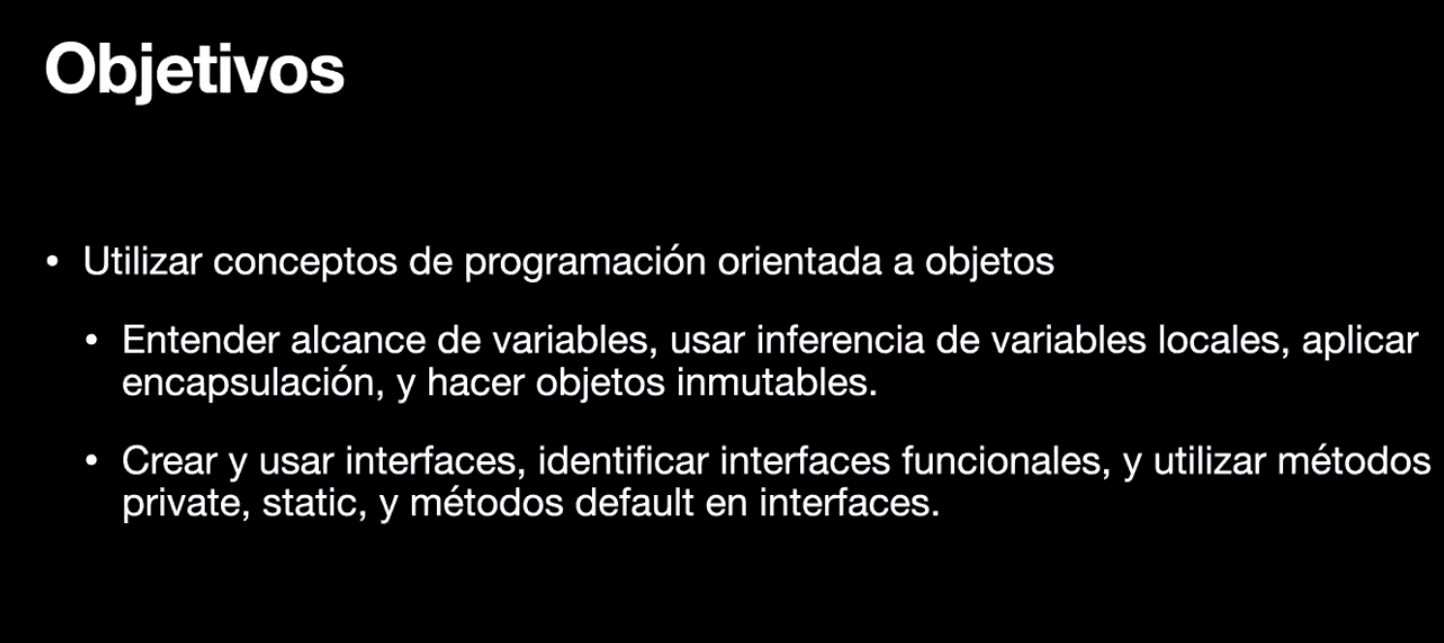 Objetivos
• Utilizar conceptos de programación orientada a objetos
• Entender alcance de variables, usar inferencia de variables locales, aplicar
encapsulación, y hacer objetos inmutables.
• Crear y usar interfaces, identificar interfaces funcionales, y utilizar métodos
private, static, y métodos default en interfaces.